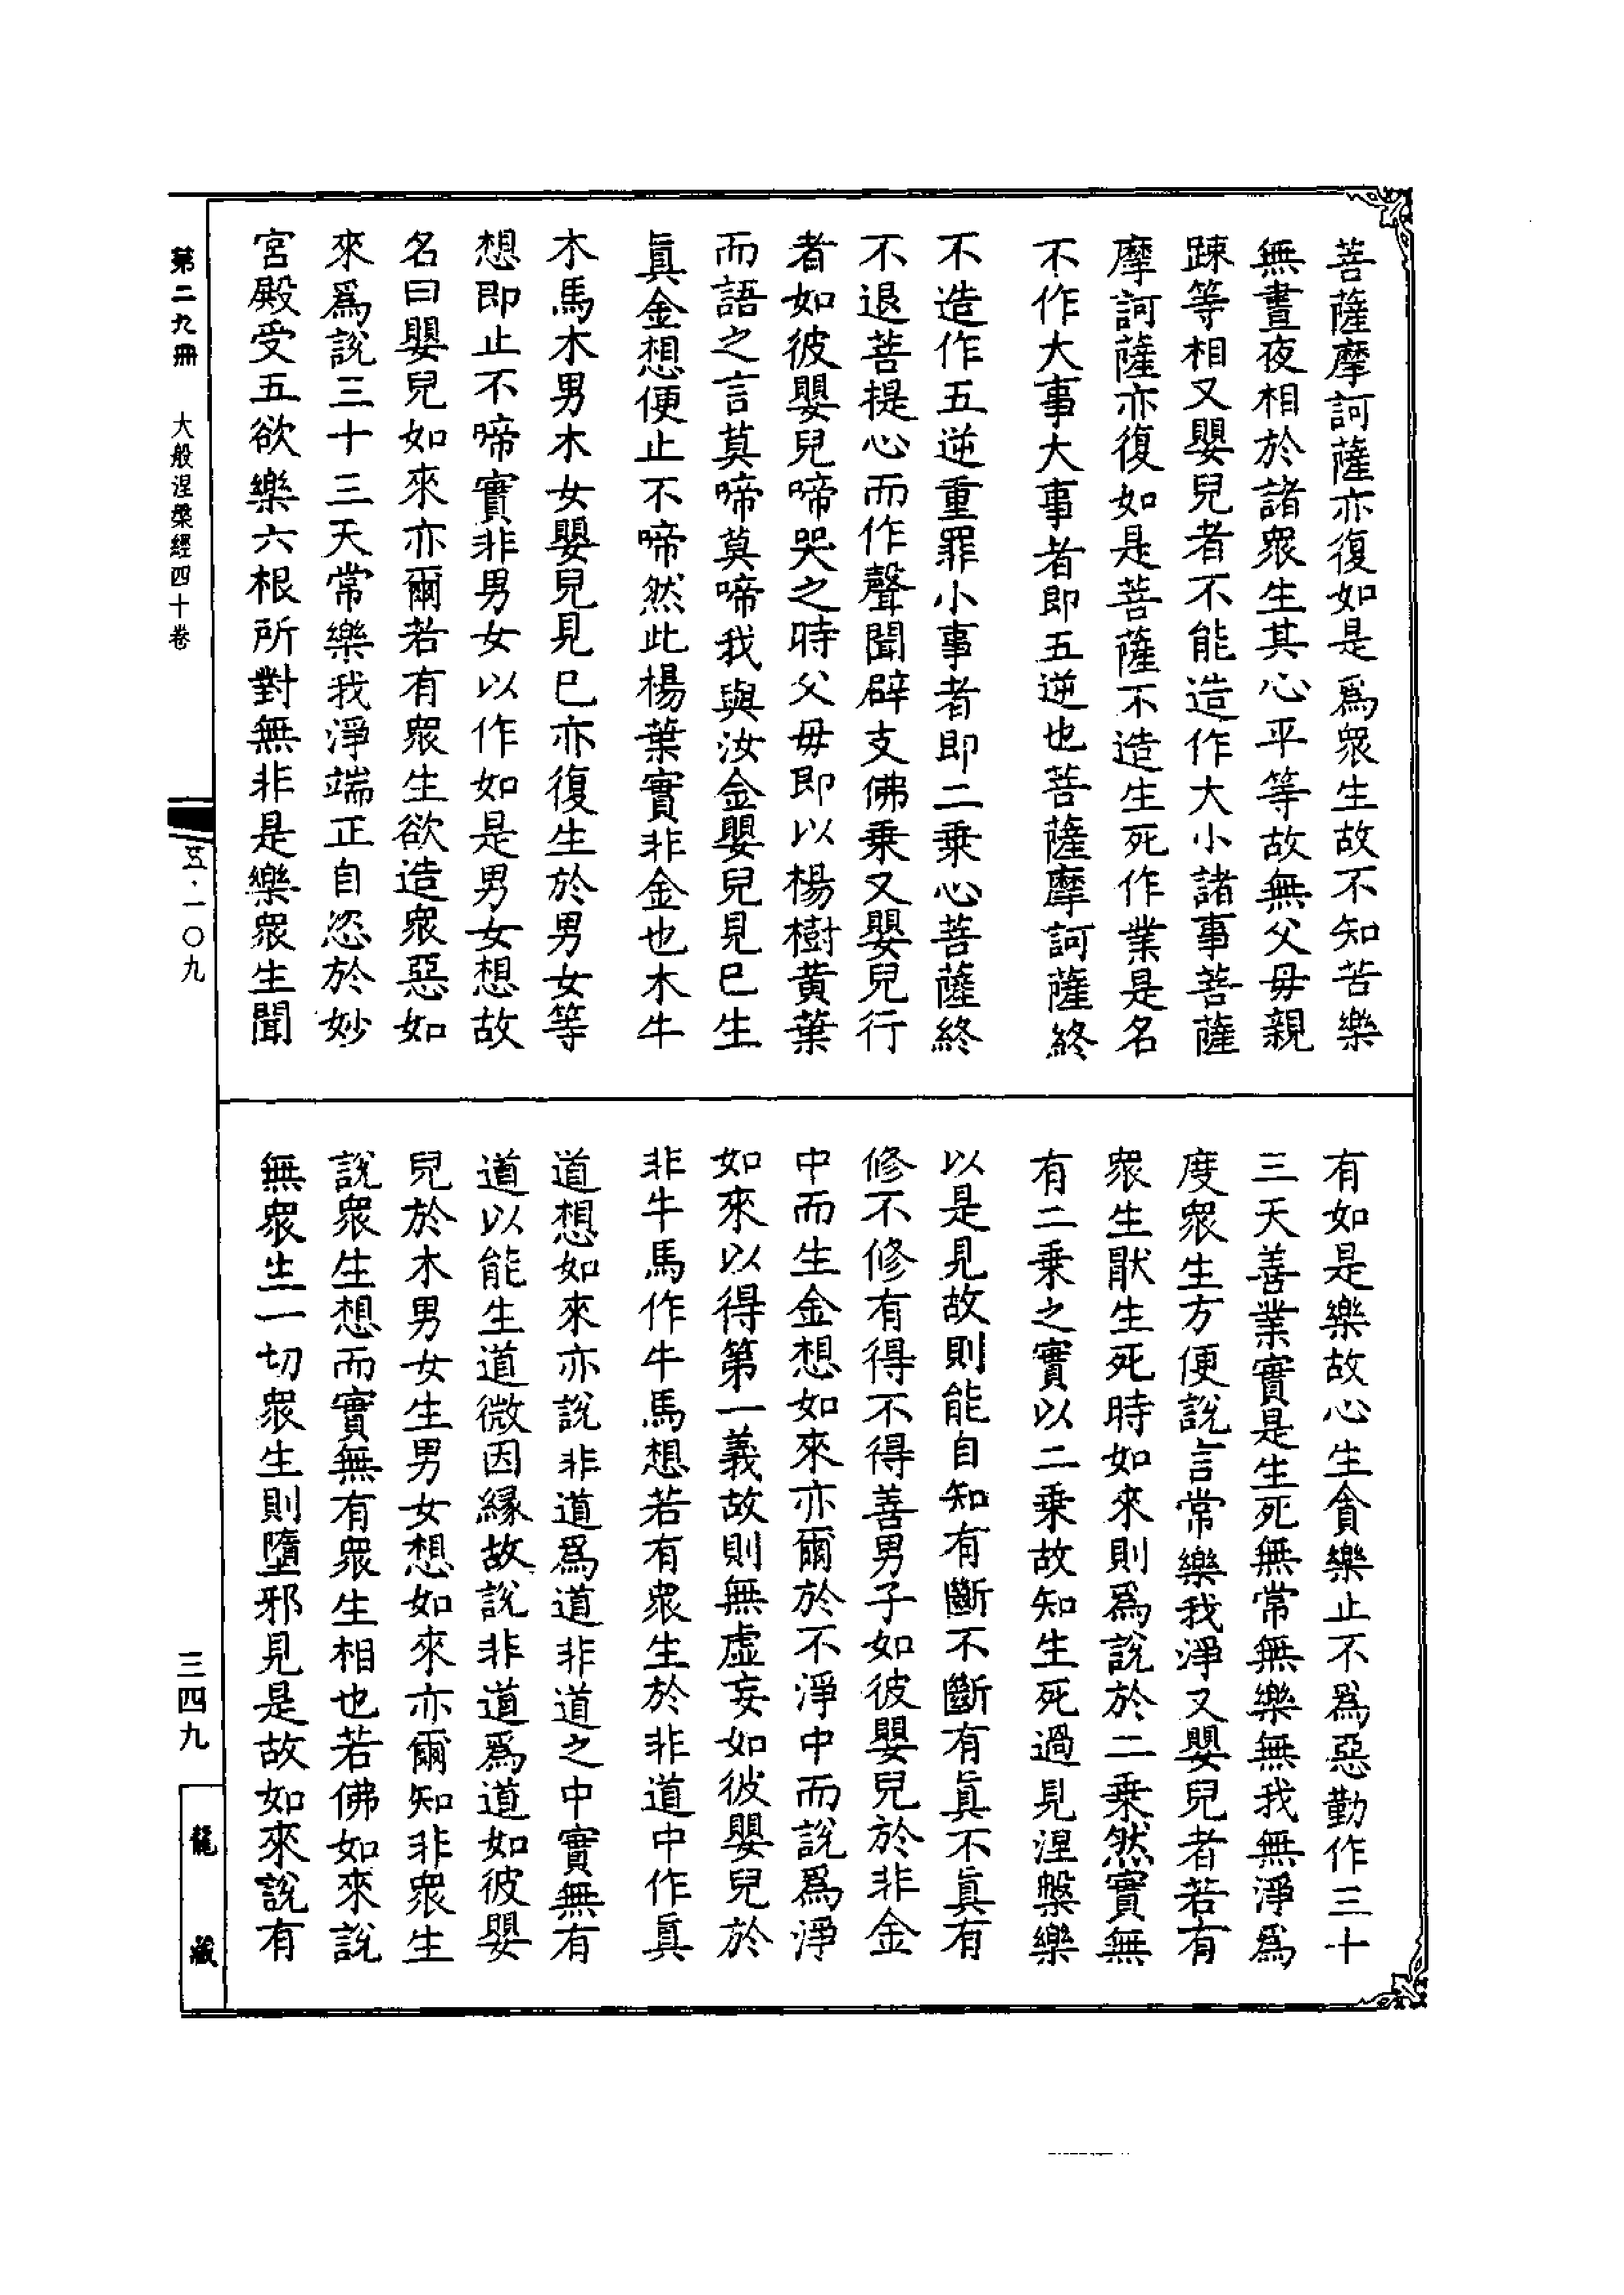 菩薩摩訶薩亦復如是爲衆生故不知苦樂
無晝夜相於諸衆生其心平等故無父母親
踈等相又嬰兒者不能造作大小諸事菩薩
摩訶薩亦復如是菩薩不造生死作業是名
不作大事大事者即五逆也菩薩摩訶薩終
不造作五逆重罪小事者即二乗心菩薩終
不退菩提心而作聲聞辟支佛乗又嬰兒行
者如彼嬰兒啼哭之時父母即以楊樹黄葉
而語之言莫啼莫啼我與汝金嬰兒見巳生
眞金想便止不啼然此楊葉實非金也木牛
木馬木男木女嬰兒見巳亦復生於男女等
想即止不啼實非男女以作如是男女想故
名曰嬰兒如來亦爾若有衆生欲造衆惡如
來爲說三十三天常樂我淨端正自恣於妙
宮殿受五欲樂六根所對無非是樂衆生聞
有如是樂故心生貪樂止不爲惡勤作三十
三天善業實是生死無常無樂無我無淨爲
度衆生方便說言常樂我淨又嬰兒者若有
衆生厭生死時如來則爲說於二乗然實無
有二乗之實以二乗故知生死過見涅槃樂
以是見故則能自知有斷不斷有眞不眞有
修不修有得不得善男子如彼嬰兒於非金
中而生金想如來亦爾於不淨中而說爲淨
如來以得第一義故則無虛妄如彼嬰兒於
非牛馬作牛馬想若有衆生於非道中作眞
道想如來亦說非道爲道非道之中實無有
道以能生道微因緣故說非道爲道如彼嬰
兒於木男女生男女想如來亦爾知非衆生
說衆生想而實無有衆生相也若佛如來說
無衆生一切衆生則墮邪見是故如來說有
第二九冊 大般涅槃經四十卷
五·一〇九
三四九
龍藏